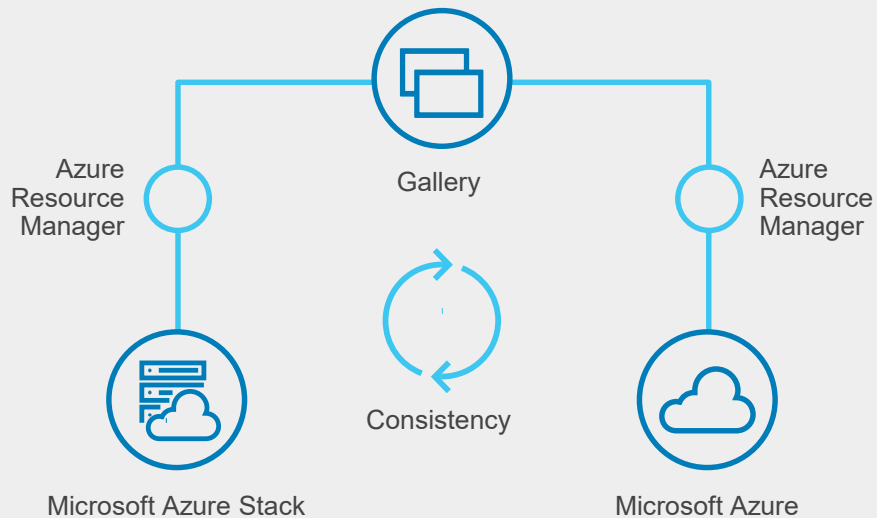 Gallery
Azure
Resource
Manager
Azure
Resource
Manager
Consistency
Microsoft Azure Stack
Microsoft Azure